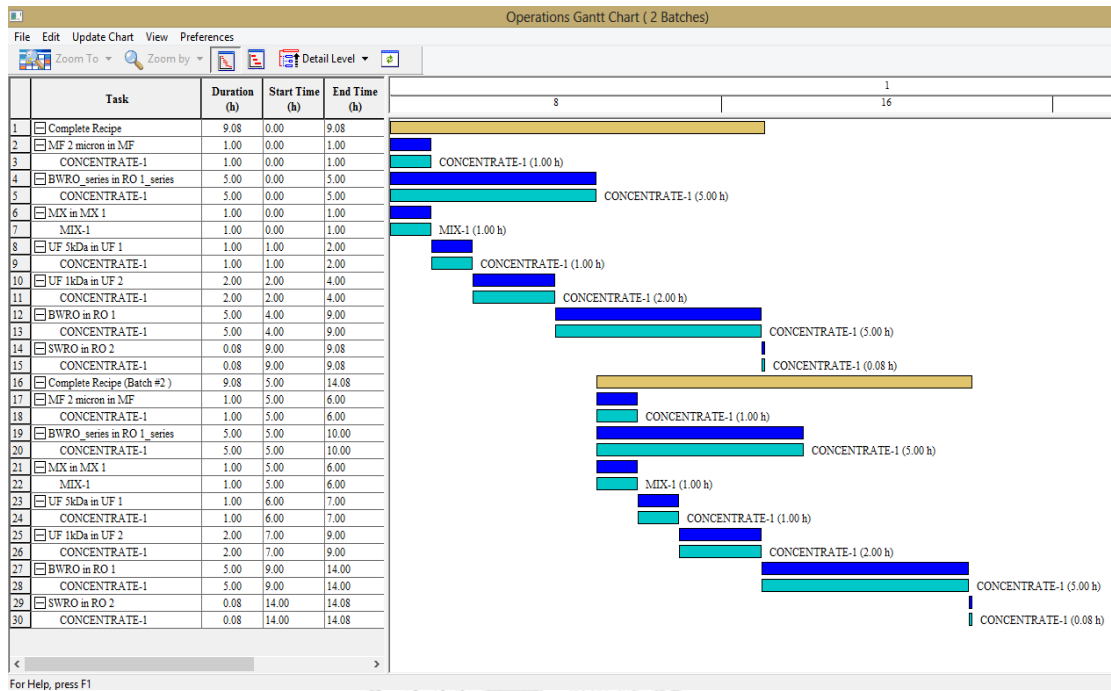 Operations Gantt Chart ( 2 Batches)
File Edit Update Chart View Preferences
Zoom To Zoom by Detail Level
Task Duration (h) Start Time (h) End Time (h)
1
8 16
1 Complete Recipe 9.08 0.00 9.08
2 MF 2 micron in MF 1.00 0.00 1.00
3 CONCENTRATE-1 1.00 0.00 1.00 CONCENTRATE-1 (1.00 h)
4 BWRO_series in RO 1_series 5.00 0.00 5.00
5 CONCENTRATE-1 5.00 0.00 5.00 CONCENTRATE-1 (5.00 h)
6 MX in MX 1 1.00 0.00 1.00
7 MIX-1 1.00 0.00 1.00 MIX-1 (1.00 h)
8 UF 5kDa in UF 1 1.00 1.00 2.00
9 CONCENTRATE-1 1.00 1.00 2.00 CONCENTRATE-1 (1.00 h)
10 UF 1kDa in UF 2 2.00 2.00 4.00
11 CONCENTRATE-1 2.00 2.00 4.00 CONCENTRATE-1 (2.00 h)
12 BWRO in RO 1 5.00 4.00 9.00
13 CONCENTRATE-1 5.00 4.00 9.00 CONCENTRATE-1 (5.00 h)
14 SWRO in RO 2 0.08 9.00 9.08
15 CONCENTRATE-1 0.08 9.00 9.08 CONCENTRATE-1 (0.08 h)
16 Complete Recipe (Batch #2 ) 9.08 5.00 14.08
17 MF 2 micron in MF 1.00 5.00 6.00
18 CONCENTRATE-1 1.00 5.00 6.00 CONCENTRATE-1 (1.00 h)
19 BWRO_series in RO 1_series 5.00 5.00 10.00
20 CONCENTRATE-1 5.00 5.00 10.00 CONCENTRATE-1 (5.00 h)
21 MX in MX 1 1.00 5.00 6.00
22 MIX-1 1.00 5.00 6.00 MIX-1 (1.00 h)
23 UF 5kDa in UF 1 1.00 6.00 7.00
24 CONCENTRATE-1 1.00 6.00 7.00 CONCENTRATE-1 (1.00 h)
25 UF 1kDa in UF 2 2.00 7.00 9.00
26 CONCENTRATE-1 2.00 7.00 9.00 CONCENTRATE-1 (2.00 h)
27 BWRO in RO 1 5.00 9.00 14.00
28 CONCENTRATE-1 5.00 9.00 14.00 CONCENTRATE-1 (5.00 h)
29 SWRO in RO 2 0.08 14.00 14.08
30 CONCENTRATE-1 0.08 14.00 14.08 CONCENTRATE-1 (0.08 h)
For Help, press F1